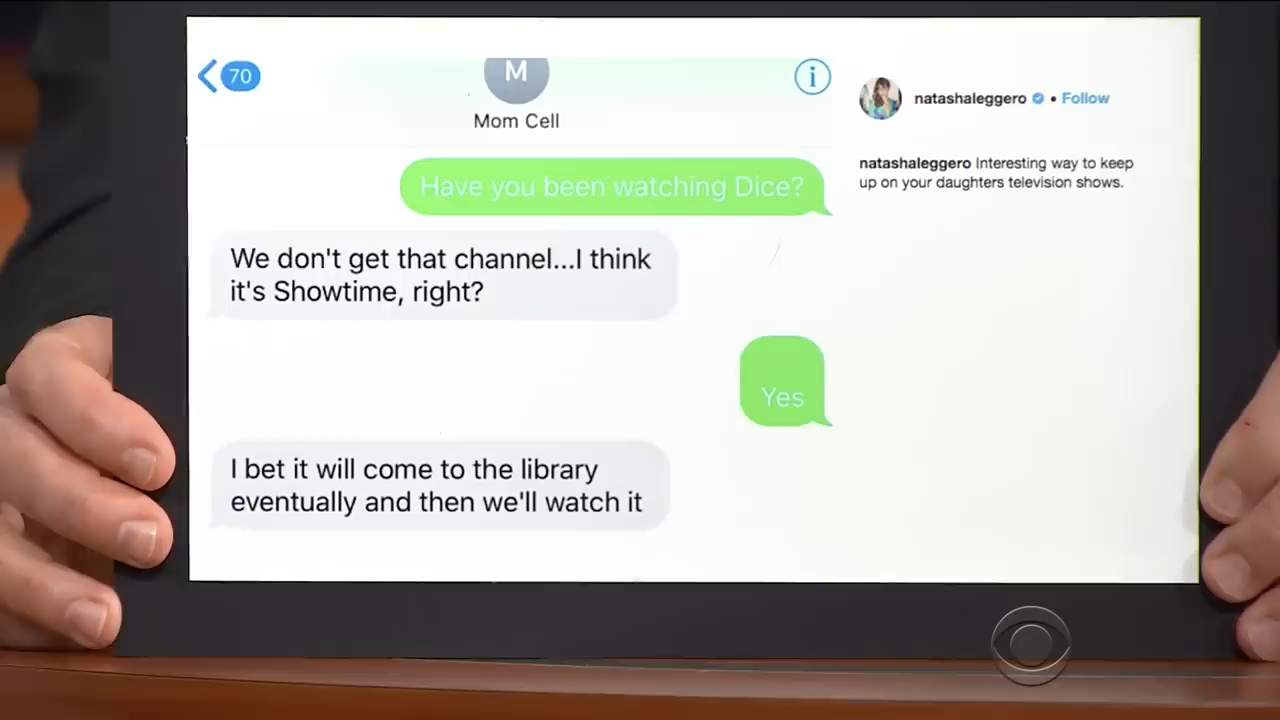 70
M
Mom Cell
i
natashaleggero • Follow
natashaleggero Interesting way to keep
up on your daughters television shows.
Have you been watching Dice?
We don't get that channel...I think
it's Showtime, right?
Yes
I bet it will come to the library
eventually and then we'll watch it